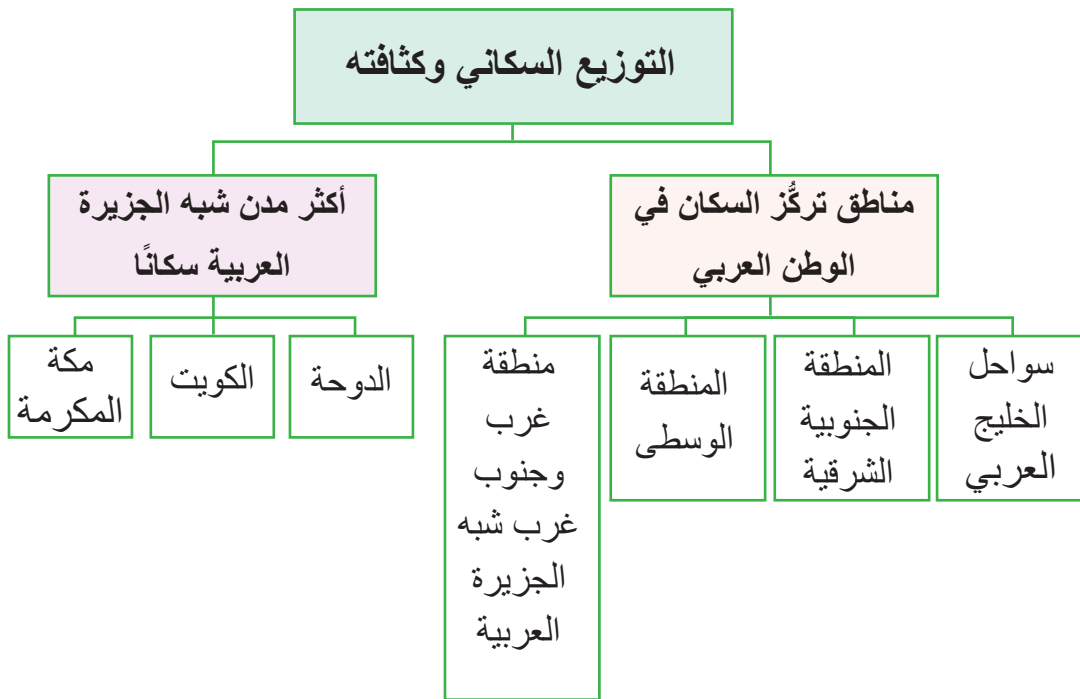 التوزيع السكاني وكثافته
مناطق تركُّز السكان في
الوطن العربي
أكثر مدن شبه الجزيرة
العربية سكانًا
سواحل
الخليج
العربي
المنطقة
الجنوبية
الشرقية
المنطقة
الوسطى
منطقة
غرب
وجنوب
غرب شبه
الجزيرة
العربية
الدوحة
الكويت
مكة
المكرمة